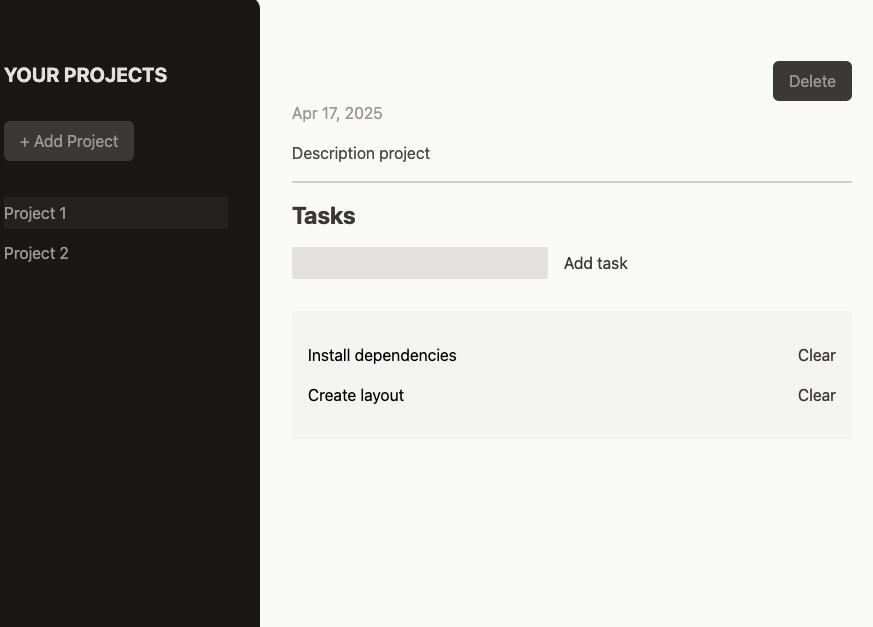 YOUR PROJECTS
+ Add Project
Project 1
Project 2
Delete
Apr 17, 2025
Description project
Tasks
Add task
Install dependencies Clear
Create layout Clear